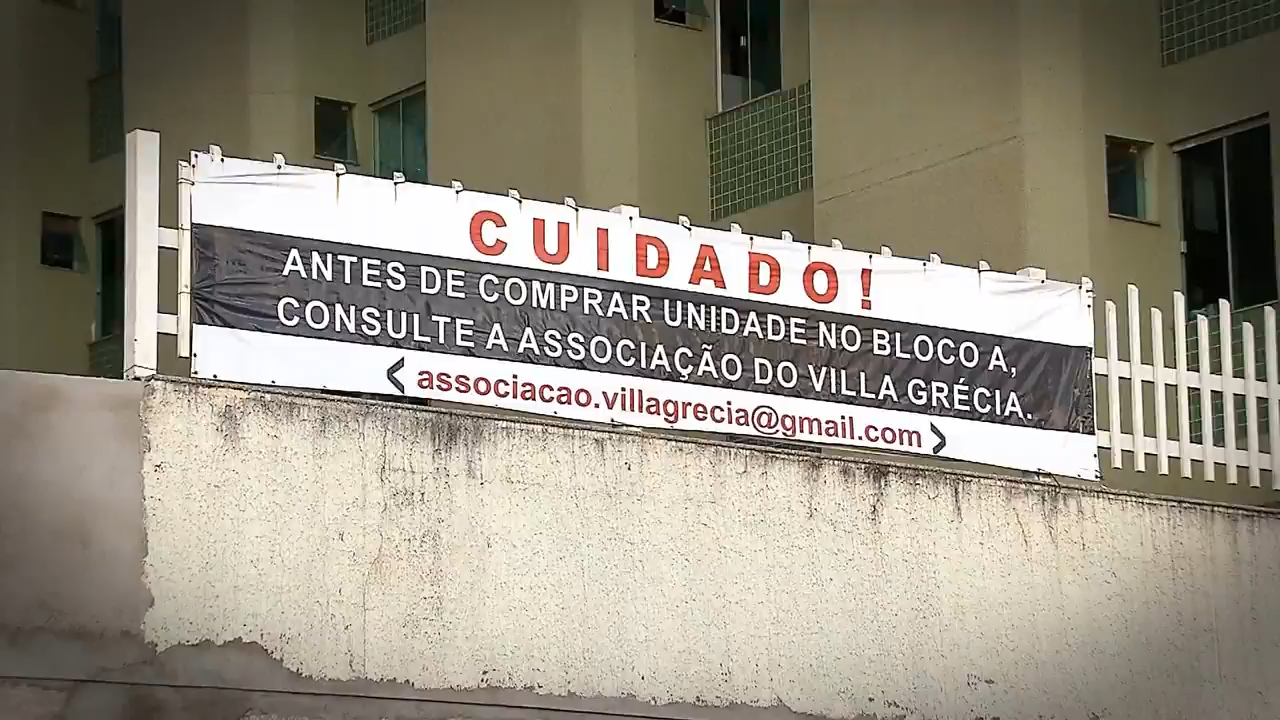 CUIDADO!
ANTES DE COMPRAR UNIDADE NO BLOCO A,
CONSULTE A ASSOCIAÇÃO DO VILLA GRÉCIA.
< associacao.villagrecia@gmail.com >